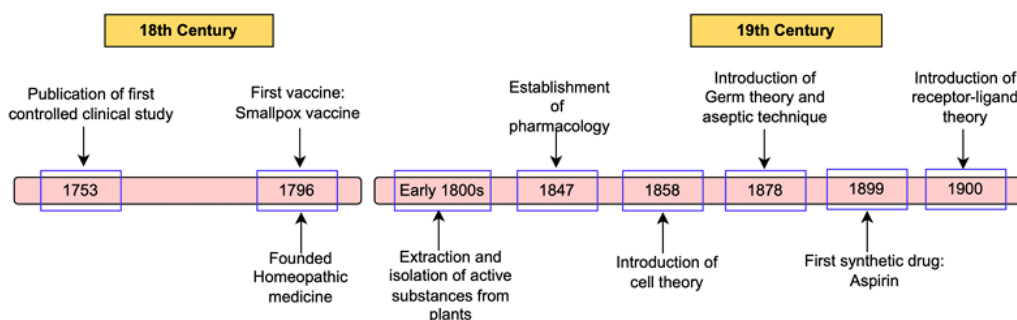 18th Century
19th Century
Publication of first
controlled clinical study
First vaccine:
Smallpox vaccine
Establishment
of
pharmacology
Introduction of
Germ theory and
aseptic technique
Introduction of
receptor-ligand
theory
1753
1796
Early 1800s
1847
1858
1878
1899
1900
Founded
Homeopathic
medicine
Extraction and
isolation of active
substances from
plants
Introduction of
cell theory
First synthetic drug:
Aspirin